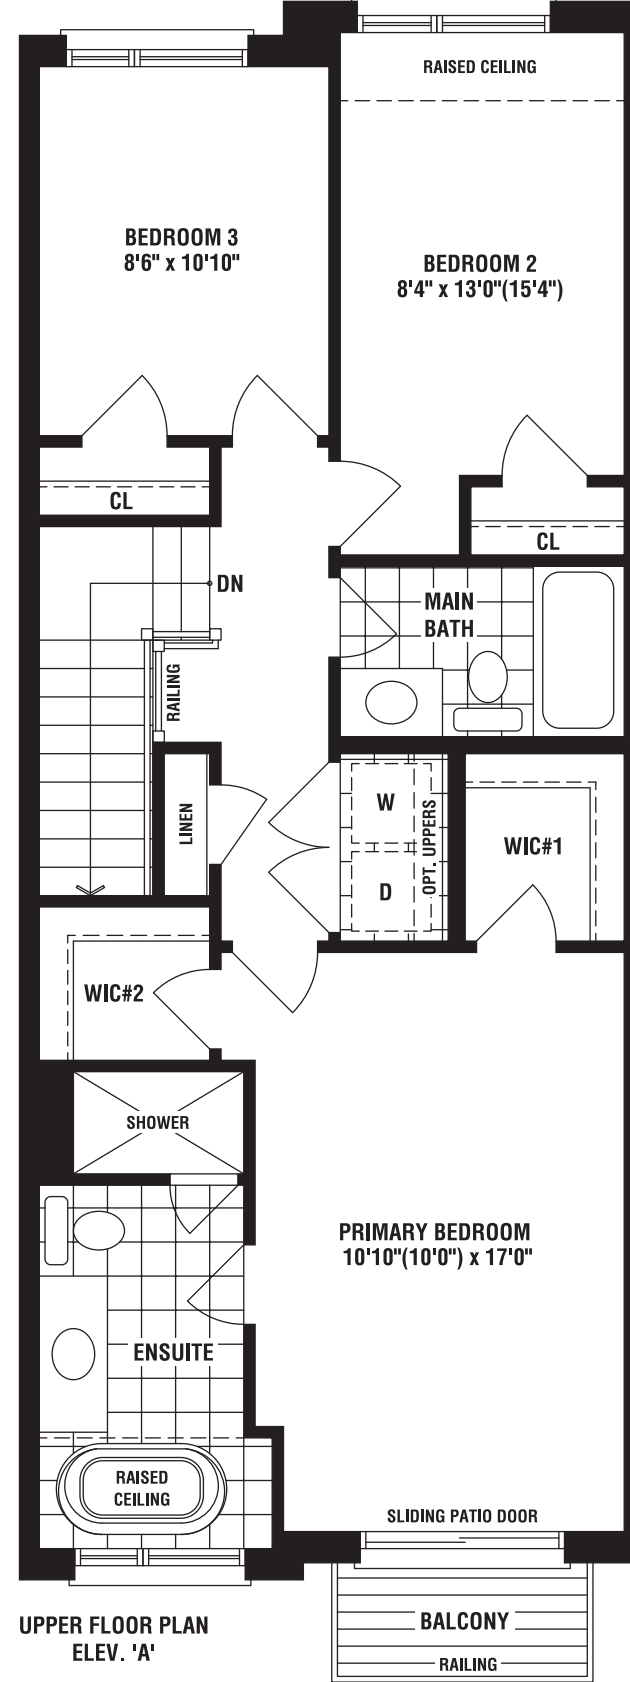 RAISED CEILING
BEDROOM 3
8'6" x 10'10"
BEDROOM 2
8'4" x 13'0"(15'4")
CL
CL
DN
MAIN
BATH
RAILING
LINEN
W
D
OPT. UPPERS
WIC#1
WIC#2
SHOWER
PRIMARY BEDROOM
10'10"(10'0") x 17'0"
ENSUITE
RAISED
CEILING
SLIDING PATIO DOOR
BALCONY
RAILING
UPPER FLOOR PLAN
ELEV. 'A'